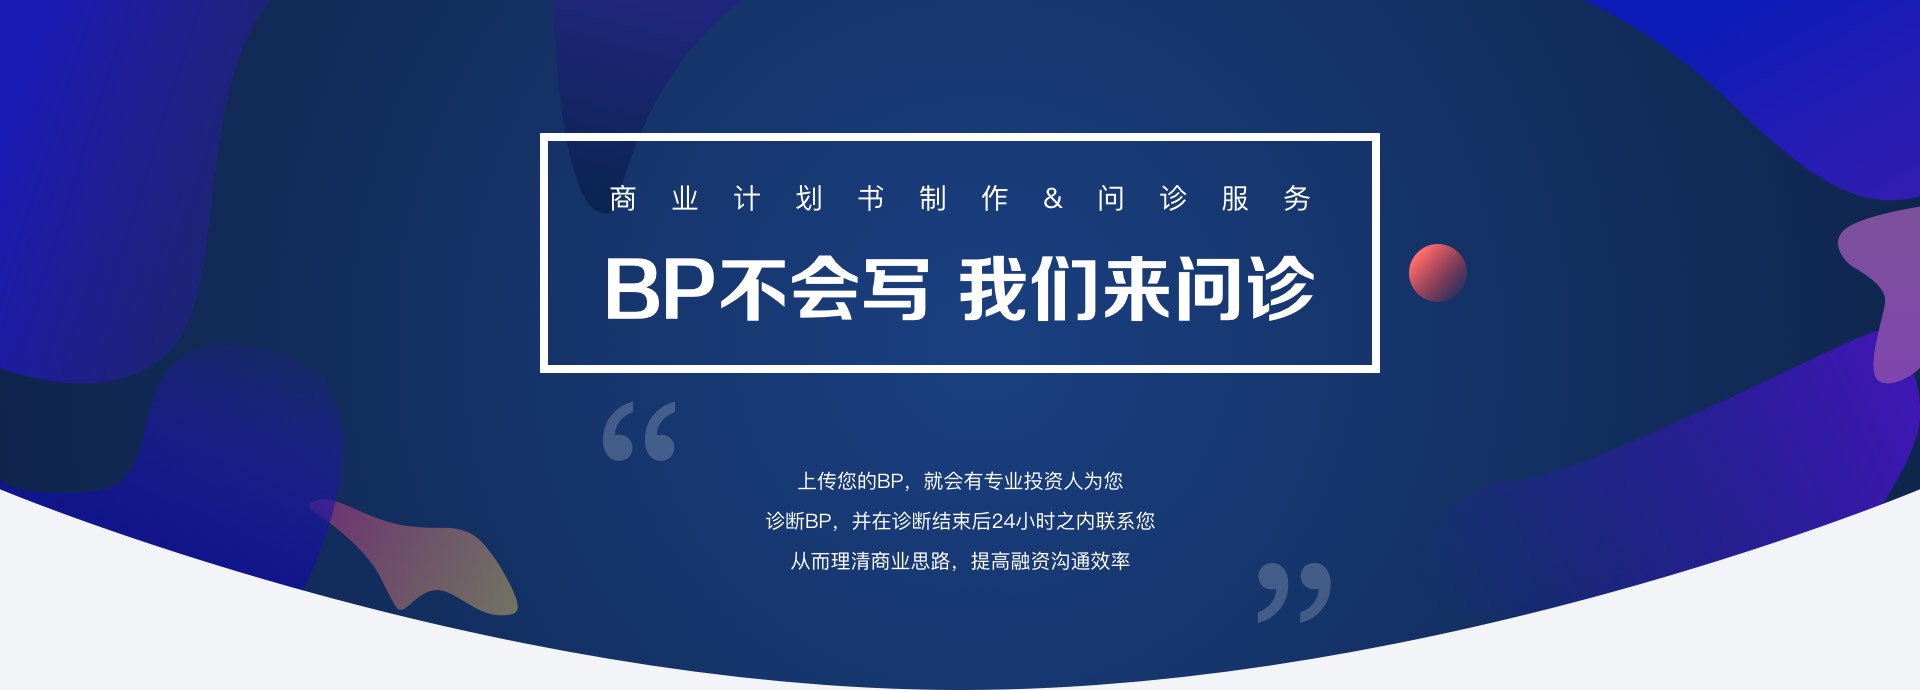 商业计划书制作&问诊服务
BP不会写 我们来问诊
“
上传您的BP，就会有专业投资人为您
诊断BP，并在诊断结束后24小时之内联系您
从而理清商业思路，提高融资沟通效率
”